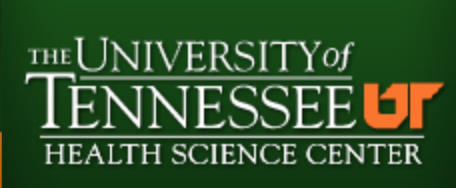 THE UNIVERSITY of
TENNESSEE UT
HEALTH SCIENCE CENTER